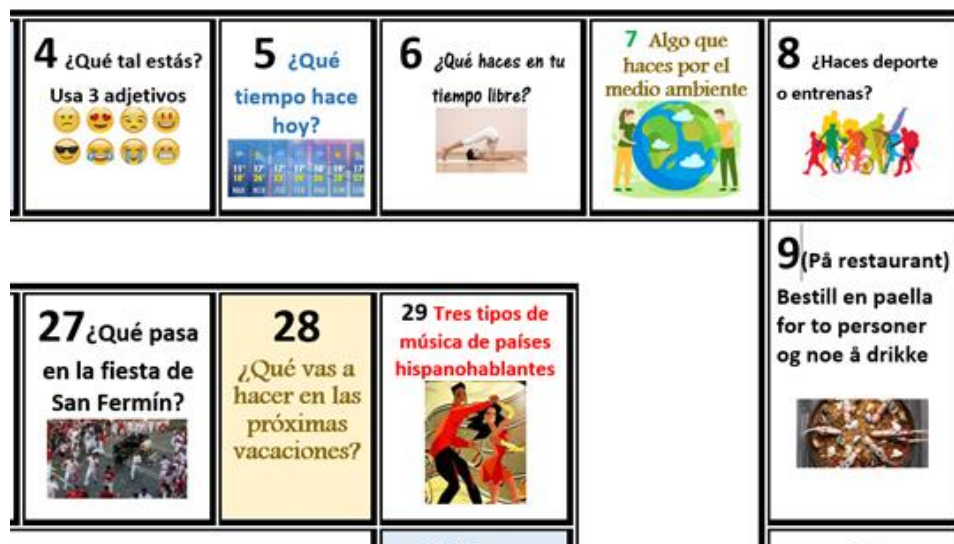 4 ¿Qué tal estás?
Usa 3 adjetivos
5 ¿Qué
tiempo hace
hoy?
6 ¿Qué haces en tu
tiempo libre?
7 Algo que
haces por el
medio ambiente
8 ¿Haces deporte
o entrenas?
9(På restaurant)
Bestill en paella
for to personer
og noe å drikke
27¿Qué pasa
en la fiesta de
San Fermín?
28
¿Qué vas a
hacer en las
próximas
vacaciones?
29 Tres tipos de
música de países
hispanohablantes